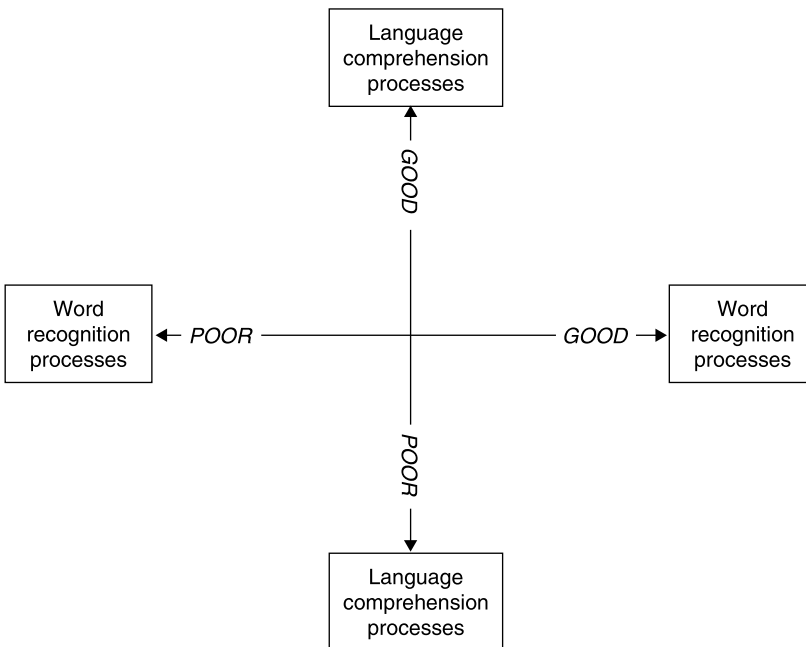 Language
comprehension
processes
GOOD
Word
recognition
processes
POOR
GOOD
Word
recognition
processes
POOR
Language
comprehension
processes